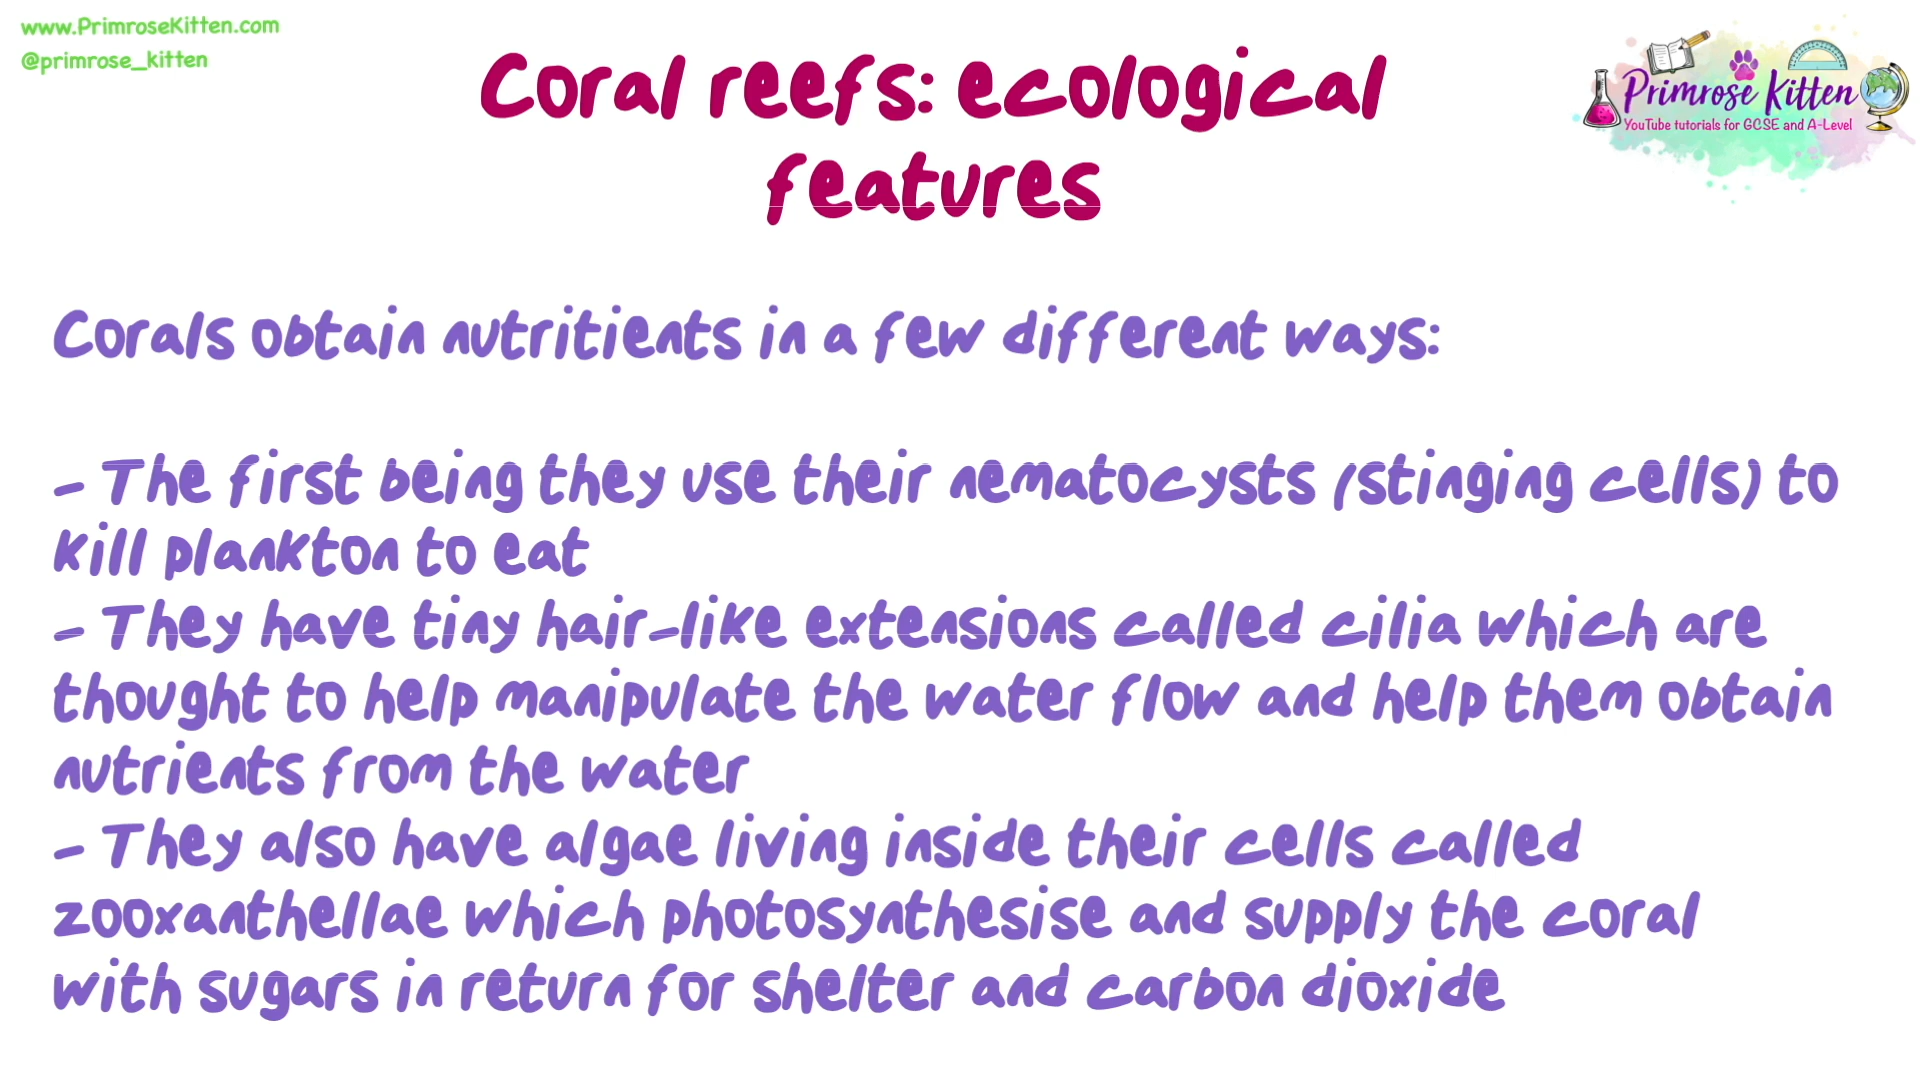 www.PrimroseKitten.com
@primrose_kitten
Coral reefs: ecological
features
Primrose Kitten
YouTube tutorials for GCSE and A-Level
Corals obtain nutritients in a few different ways:
- The first being they use their nematocysts (stinging cells) to
kill plankton to eat
- They have tiny hair-like extensions called cilia which are
thought to help manipulate the water flow and help them obtain
nutrients from the water
- They also have algae living inside their cells called
zooxanthellae which photosynthesise and supply the coral
with sugars in return for shelter and carbon dioxide